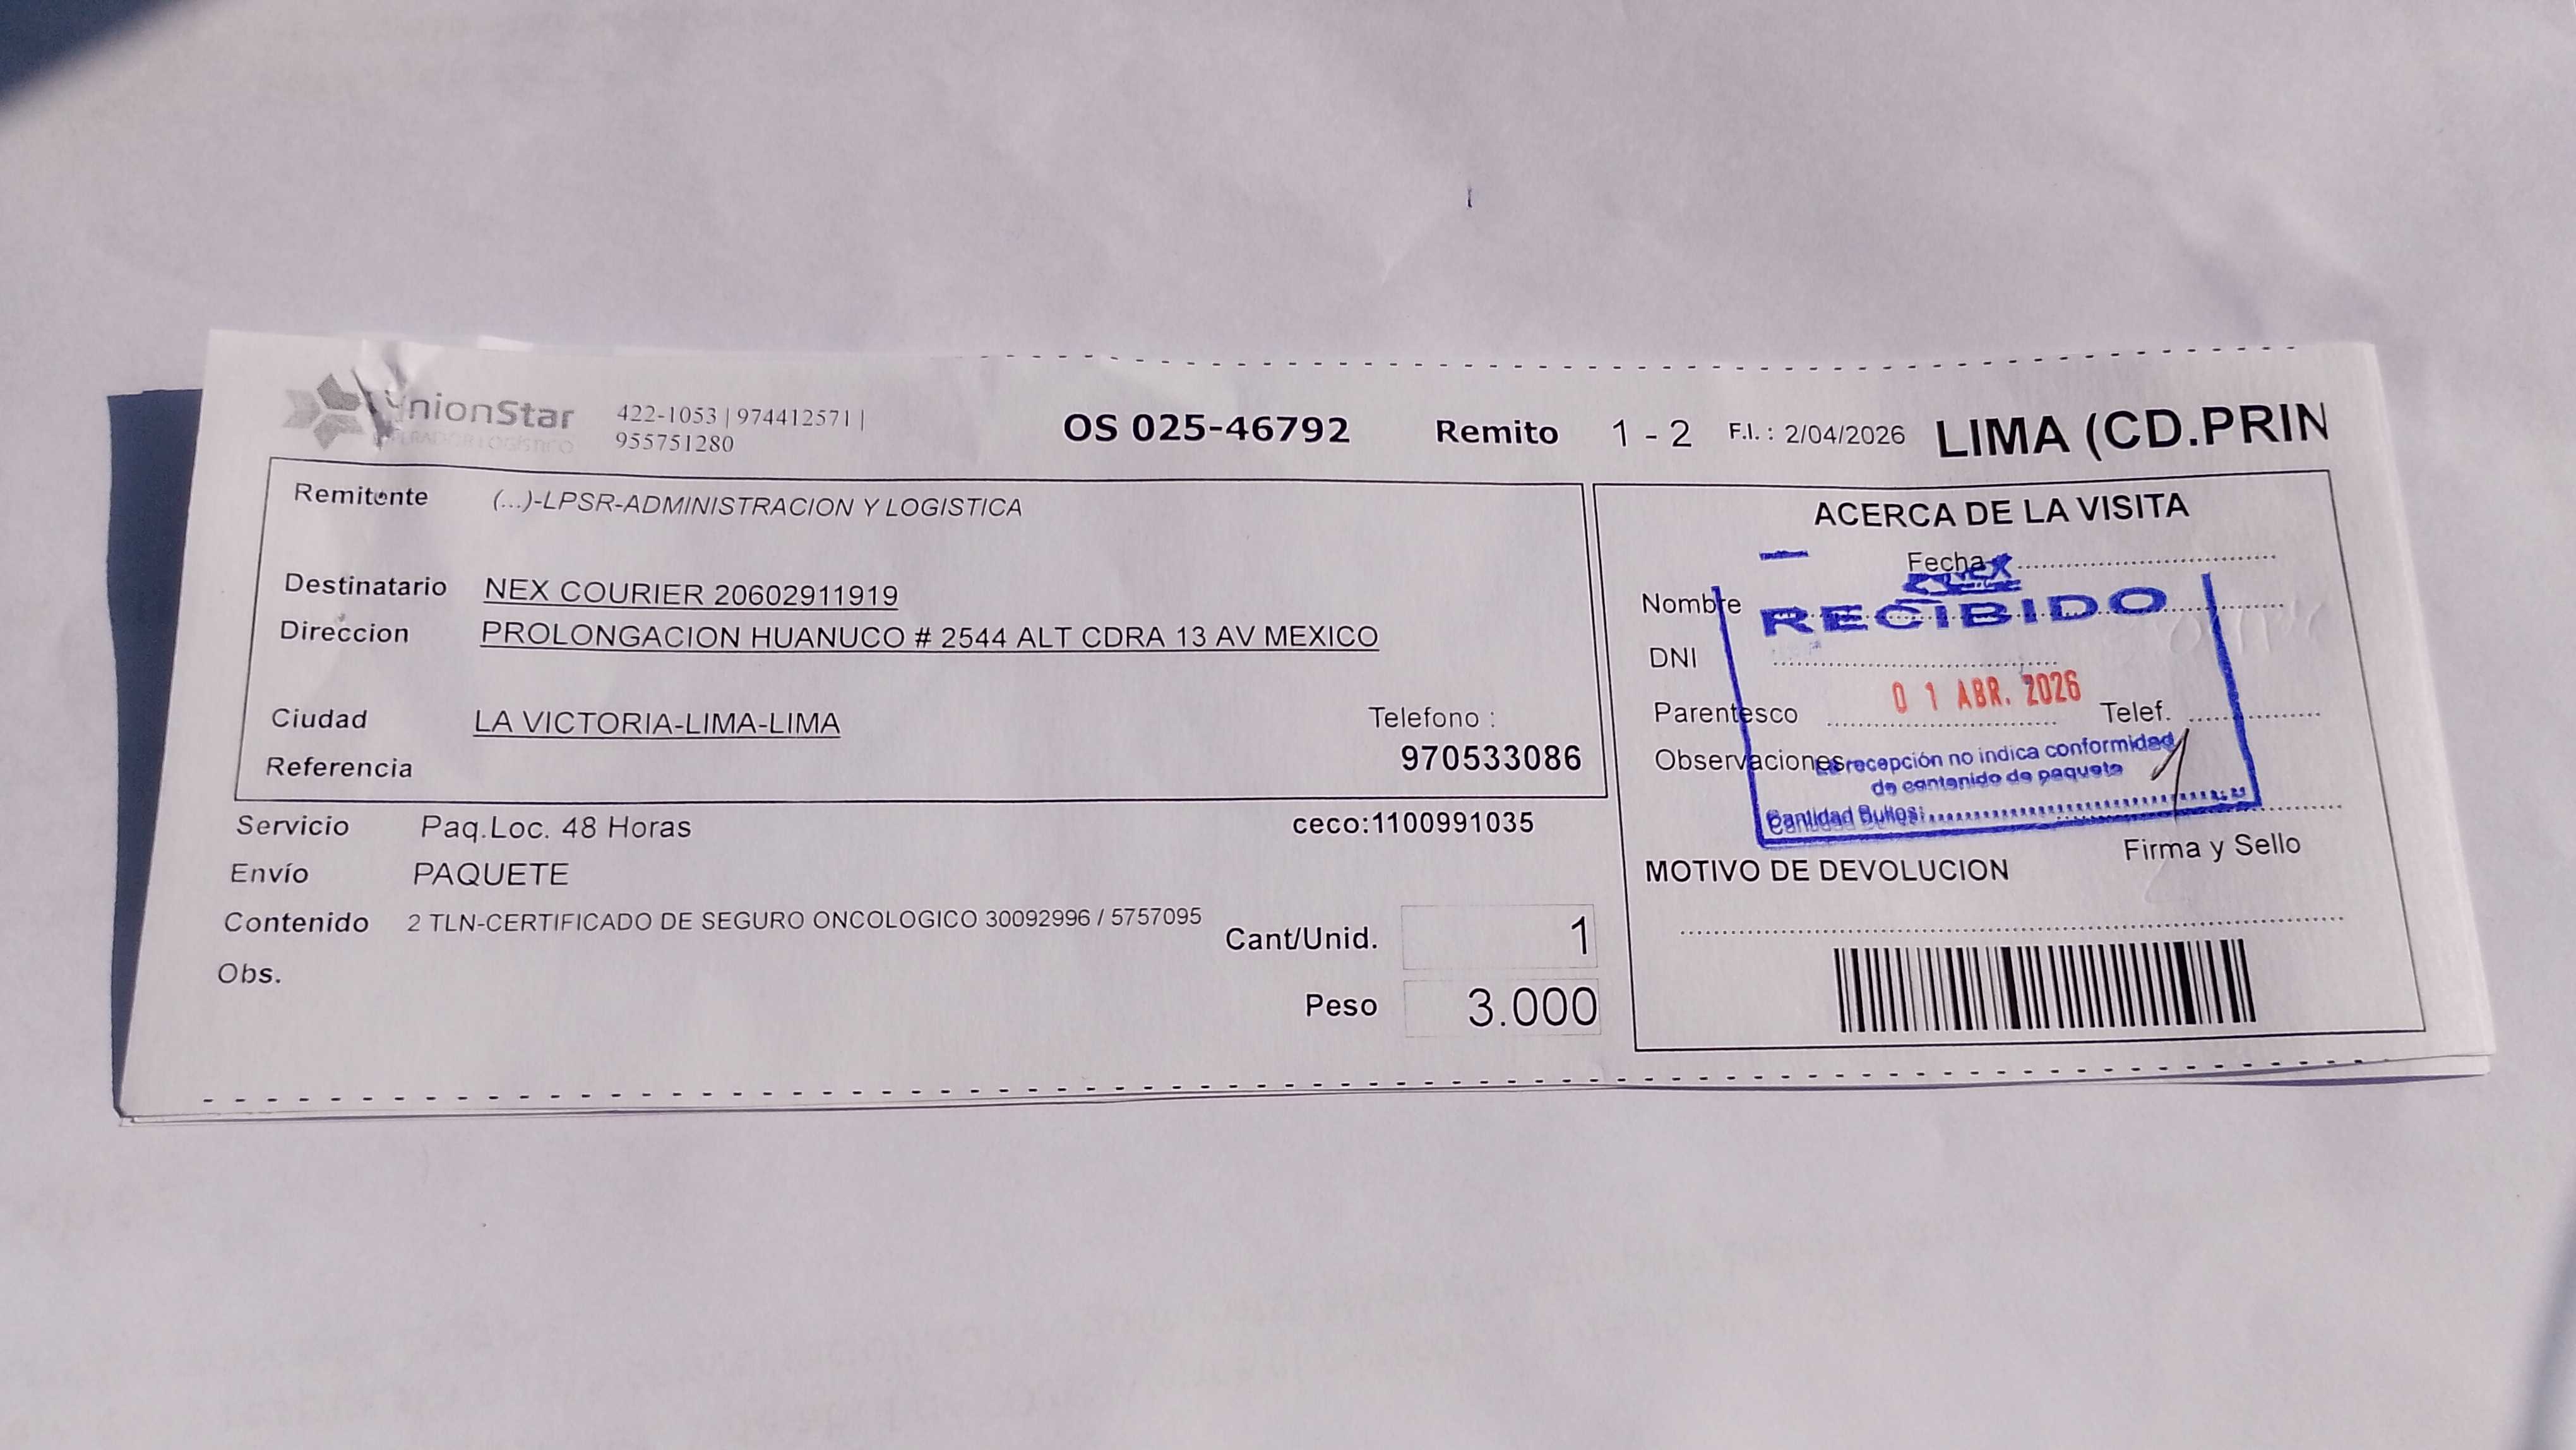 UnionStar
OPERADOR LOGÍSTICO
422-1053 | 974412571 |
955751280
OS 025-46792 Remito 1 - 2 F.I. : 2/04/2026 LIMA (CD.PRIN
Remitente (...)-LPSR-ADMINISTRACION Y LOGISTICA
Destinatario NEX COURIER 20602911919
Direccion PROLONGACION HUANUCO # 2544 ALT CDRA 13 AV MEXICO
Ciudad LA VICTORIA-LIMA-LIMA
Telefono :
970533086
Referencia
Servicio Paq.Loc. 48 Horas ceco:1100991035
Envío PAQUETE
Contenido 2 TLN-CERTIFICADO DE SEGURO ONCOLOGICO 30092996 / 5757095
Cant/Unid. 1
Obs.
Peso 3.000
ACERCA DE LA VISITA
Fecha
NEX
Nombre
RECIBIDO
DNI
01 ABR. 2026
Parentesco Telef.
Observaciones
La recepción no indica conformidad
de contenido de paquete
Cantidad Bultos:
Firma y Sello
MOTIVO DE DEVOLUCION